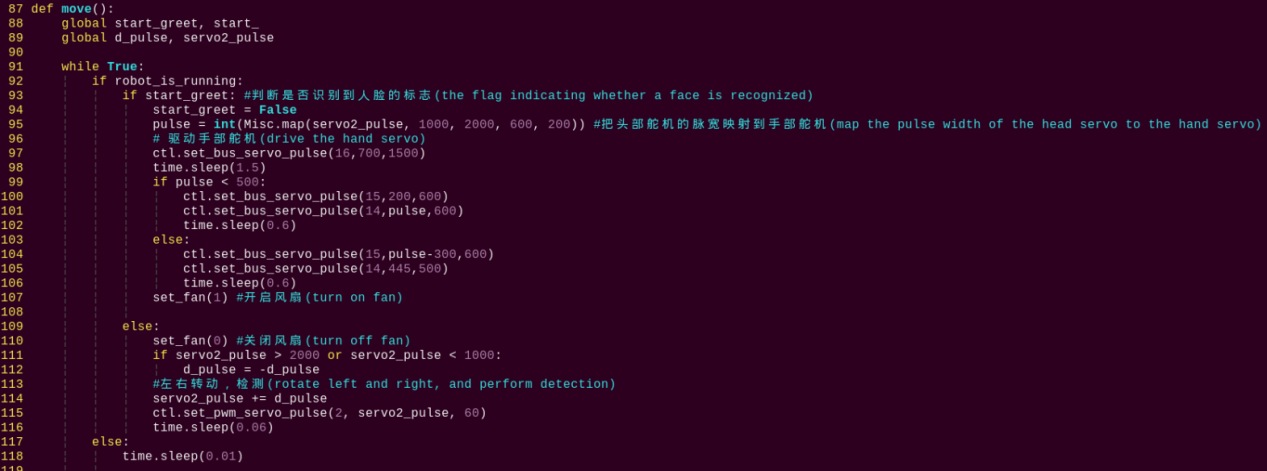 87 def move():
88     global start_greet, start_
89     global d_pulse, servo2_pulse
90
91     while True:
92         if robot_is_running:
93             if start_greet: #判断是否识别到人脸的标志(the flag indicating whether a face is recognized)
94                 start_greet = False
95                 pulse = int(Misc.map(servo2_pulse, 1000, 2000, 600, 200)) #把头部舵机的脉宽映射到手部舵机(map the pulse width of the head servo to the hand servo)
96                 # 驱动手部舵机(drive the hand servo)
97                 ctl.set_bus_servo_pulse(16,700,1500)
98                 time.sleep(1.5)
99                 if pulse < 500:
100                     ctl.set_bus_servo_pulse(15,200,600)
101                     ctl.set_bus_servo_pulse(14,pulse,600)
102                     time.sleep(0.6)
103                 else:
104                     ctl.set_bus_servo_pulse(15,pulse-300,600)
105                     ctl.set_bus_servo_pulse(14,445,500)
106                     time.sleep(0.6)
107                 set_fan(1) #开启风扇(turn on fan)
108
109             else:
110                 set_fan(0) #关闭风扇(turn off fan)
111                 if servo2_pulse > 2000 or servo2_pulse < 1000:
112                     d_pulse = -d_pulse
113                 #左右转动，检测(rotate left and right, and perform detection)
114                 servo2_pulse += d_pulse
115                 ctl.set_pwm_servo_pulse(2, servo2_pulse, 60)
116                 time.sleep(0.06)
117         else:
118             time.sleep(0.01)
119